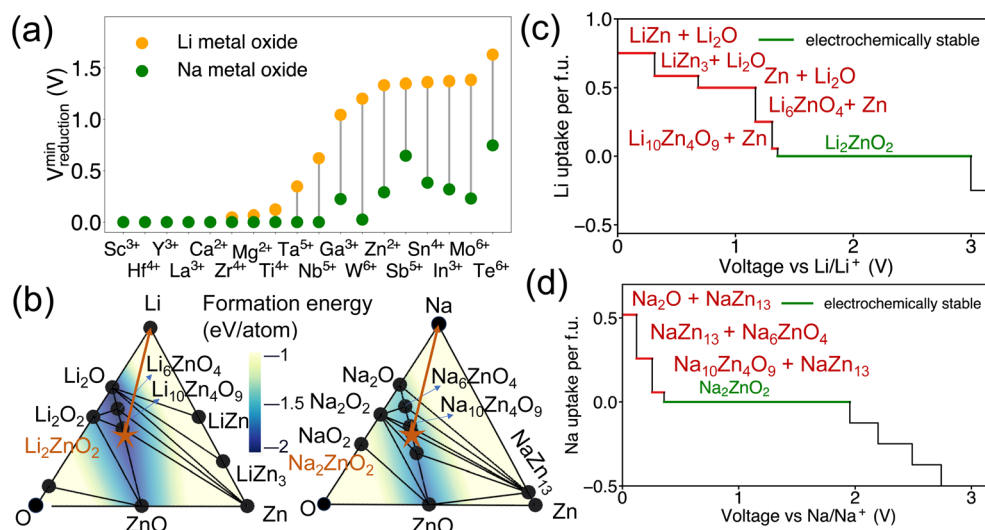 (a)
Li metal oxide
Na metal oxide
Vmin reduction (V)
1.5
1.0
0.5
0.0
Sc3+ Y3+ Ca2+ Mg2+ Ta5+ Ga3+ Zn2+ Sn4+ Mo6+
Hf4+ La3+ Zr4+ Ti4+ Nb5+ W6+ Sb5+ In3+ Te6+
(b)
Formation energy
(eV/atom)
−1
−1.5
−2
Li
Li6ZnO4
Li10Zn4O9
Li2O
Li2O2
LiZn
Li2ZnO2
LiZn3
O
ZnO
Zn
Na
Na2O
Na6ZnO4
Na2O2
Na10Zn4O9
NaO2
Na2ZnO2
NaZn13
O
ZnO
Zn
(c)
Li uptake per f.u.
1.0
0.5
0.0
−0.5
LiZn + Li2O
electrochemically stable
LiZn3+ Li2O
Zn + Li2O
Li6ZnO4+ Zn
Li10Zn4O9 + Zn
Li2ZnO2
0 1 2 3
Voltage vs Li/Li+ (V)
(d)
Na uptake per f.u.
0.5
0.0
−0.5
Na2O + NaZn13
electrochemically stable
NaZn13 + Na6ZnO4
Na10Zn4O9 + NaZn13
Na2ZnO2
0 1 2 3
Voltage vs Na/Na+ (V)